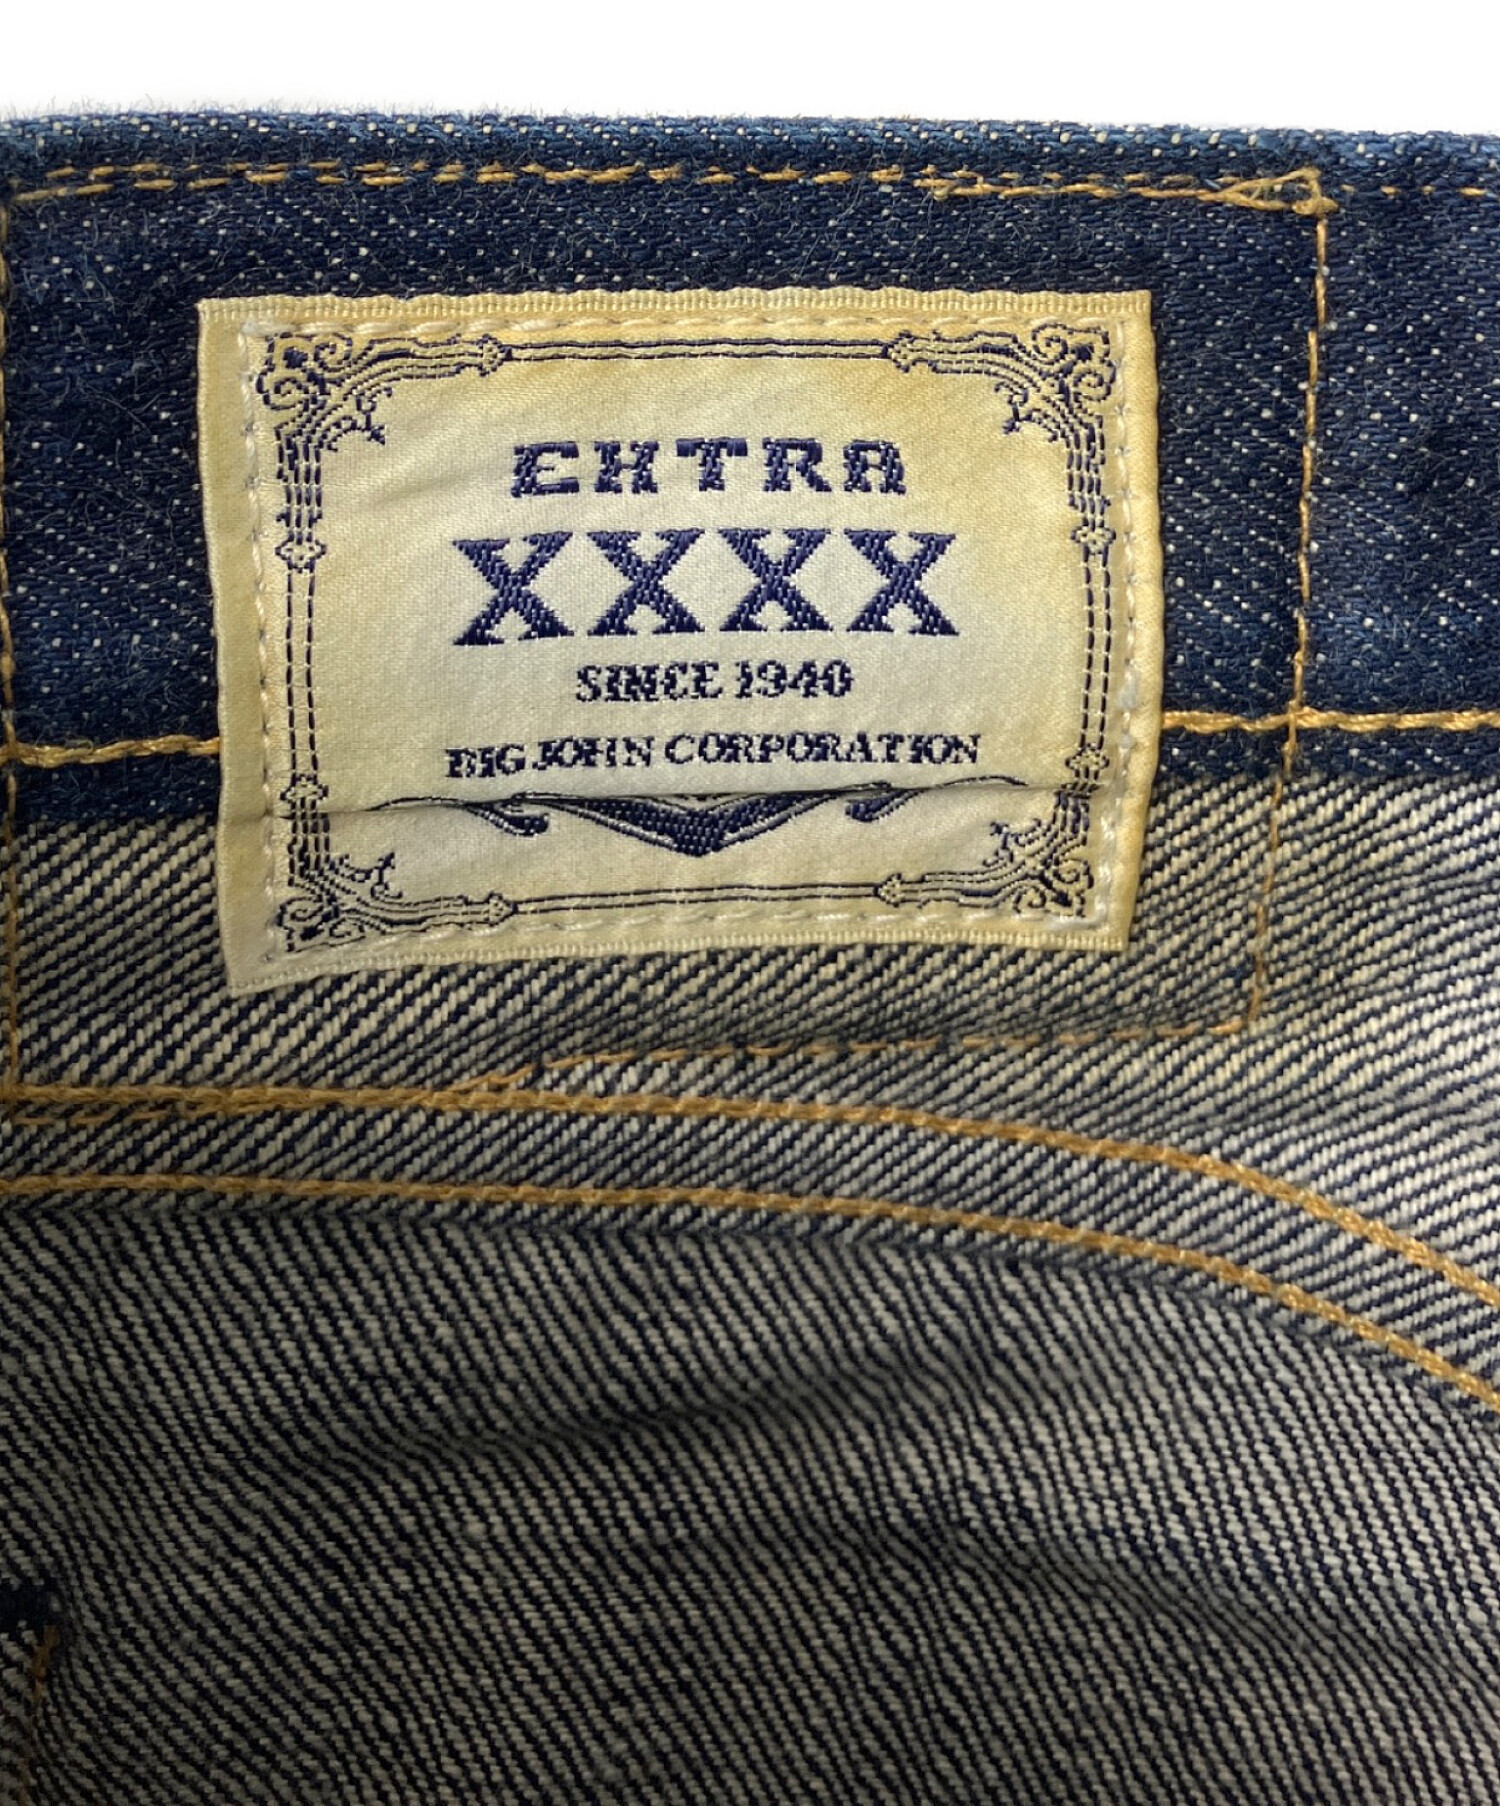 EXTRA
XXXX
SINCE 1940
BIG JOHN CORPORATION